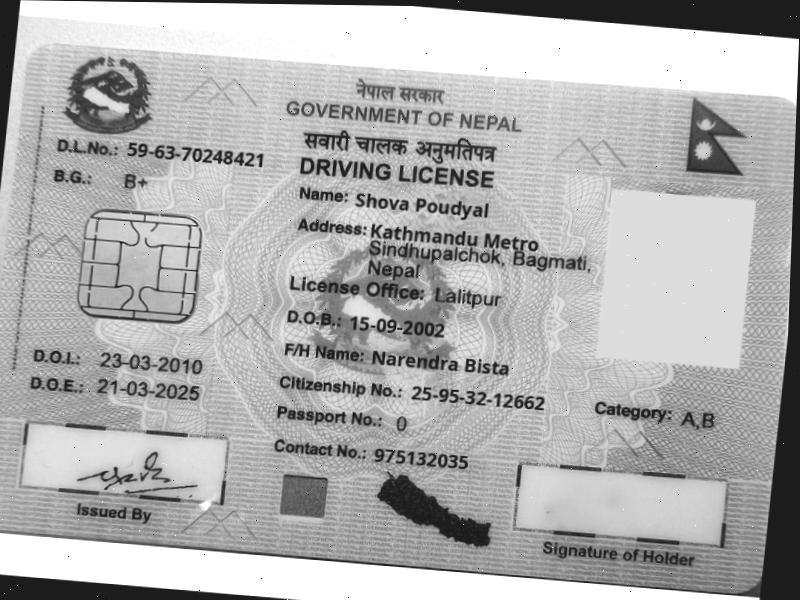 नेपाल सरकार
GOVERNMENT OF NEPAL
सवारी चालक अनुमतिपत्र
DRIVING LICENSE
D.L.No.: 59-63-70248421
B.G.: B+
Name: Shova Poudyal
Address: Kathmandu Metro
Sindhupalchok, Bagmati,
Nepal
License Office: Lalitpur
D.O.B.: 15-09-2002
F/H Name: Narendra Bista
D.O.I.: 23-03-2010
D.O.E.: 21-03-2025
Citizenship No.: 25-95-32-12662
Passport No.: 0
Contact No.: 975132035
Category: A,B
Issued By
Signature of Holder